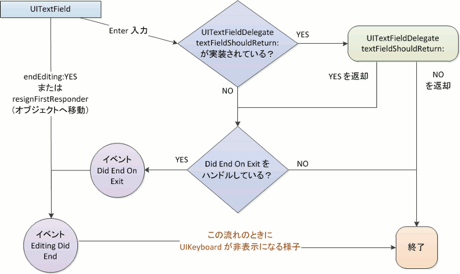 UITextField
Enter 入力
UITextFieldDelegate
textFieldShouldReturn:
が実装されている？
YES
UITextFieldDelegate
textFieldShouldReturn:
endEditing:YES
または
resignFirstResponder
（オブジェクトへ移動）
NO
YES を返却
NO
を返却
イベント
Did End On
Exit
YES
Did End On Exit を
ハンドルしている？
NO
イベント
Editing Did
End
この流れのときに
UIKeyboard が非表示になる様子
終了